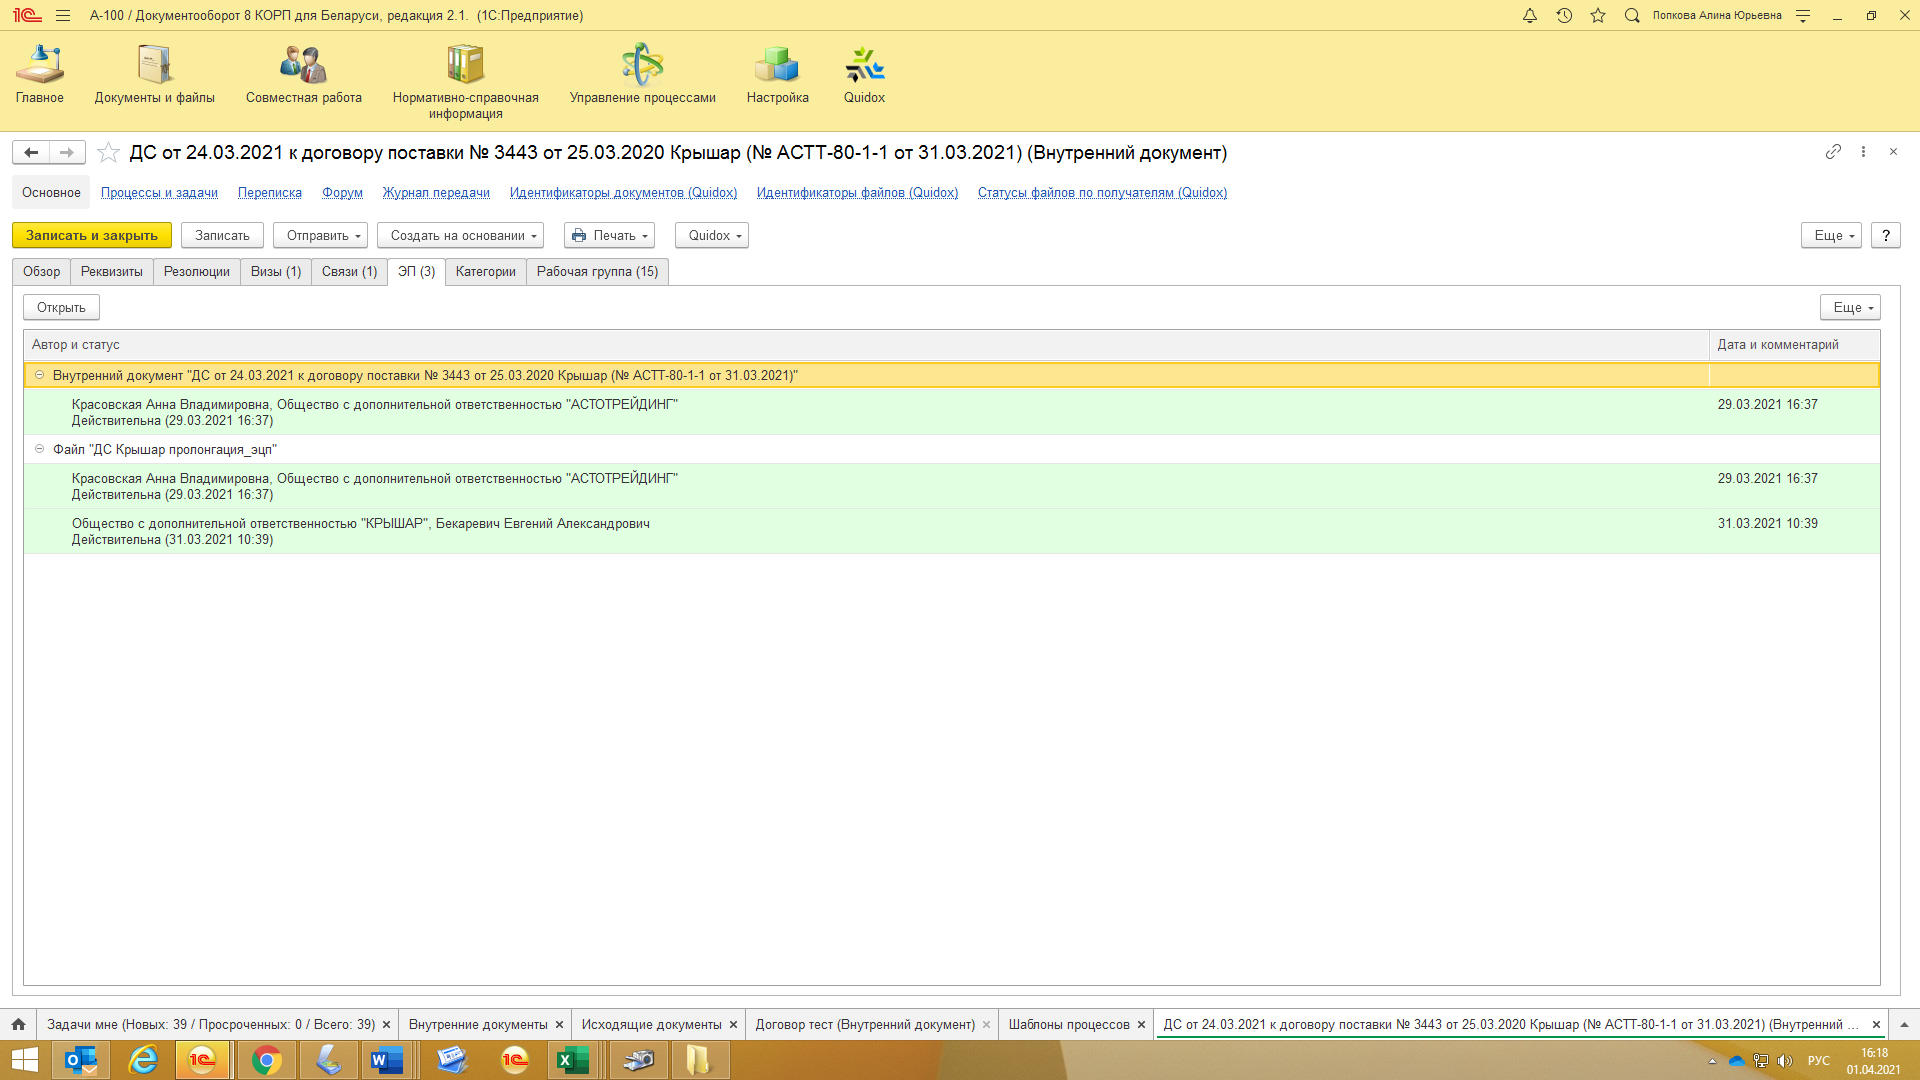 А-100 / Документооборот 8 КОРП для Беларуси, редакция 2.1. (1С:Предприятие)
Попкова Алина Юрьевна
Главное
Документы и файлы
Совместная работа
Нормативно-справочная
информация
Управление процессами
Настройка
Quidox
ДС от 24.03.2021 к договору поставки № 3443 от 25.03.2020 Крышар (№ АСТТ-80-1-1 от 31.03.2021) (Внутренний документ)
Основное
Процессы и задачи
Переписка
Форум
Журнал передачи
Идентификаторы документов (Quidox)
Идентификаторы файлов (Quidox)
Статусы файлов по получателям (Quidox)
Записать и закрыть
Записать
Отправить
Создать на основании
Печать
Quidox
Еще
?
Обзор
Реквизиты
Резолюции
Визы (1)
Связи (1)
ЭП (3)
Категории
Рабочая группа (15)
Открыть
Еще
Автор и статус
Дата и комментарий
Внутренний документ "ДС от 24.03.2021 к договору поставки № 3443 от 25.03.2020 Крышар (№ АСТТ-80-1-1 от 31.03.2021)"
Красовская Анна Владимировна, Общество с дополнительной ответственностью "АСТОТРЕЙДИНГ"
29.03.2021 16:37
Действительна (29.03.2021 16:37)
Файл "ДС Крышар пролонгация_эцп"
Красовская Анна Владимировна, Общество с дополнительной ответственностью "АСТОТРЕЙДИНГ"
29.03.2021 16:37
Действительна (29.03.2021 16:37)
Общество с дополнительной ответственностью "КРЫШАР", Бекаревич Евгений Александрович
31.03.2021 10:39
Действительна (31.03.2021 10:39)
Задачи мне (Новых: 39 / Просроченных: 0 / Всего: 39)
Внутренние документы
Исходящие документы
Договор тест (Внутренний документ)
Шаблоны процессов
ДС от 24.03.2021 к договору поставки № 3443 от 25.03.2020 Крышар (№ АСТТ-80-1-1 от 31.03.2021) (Внутренний ...
РУС
16:18
01.04.2021